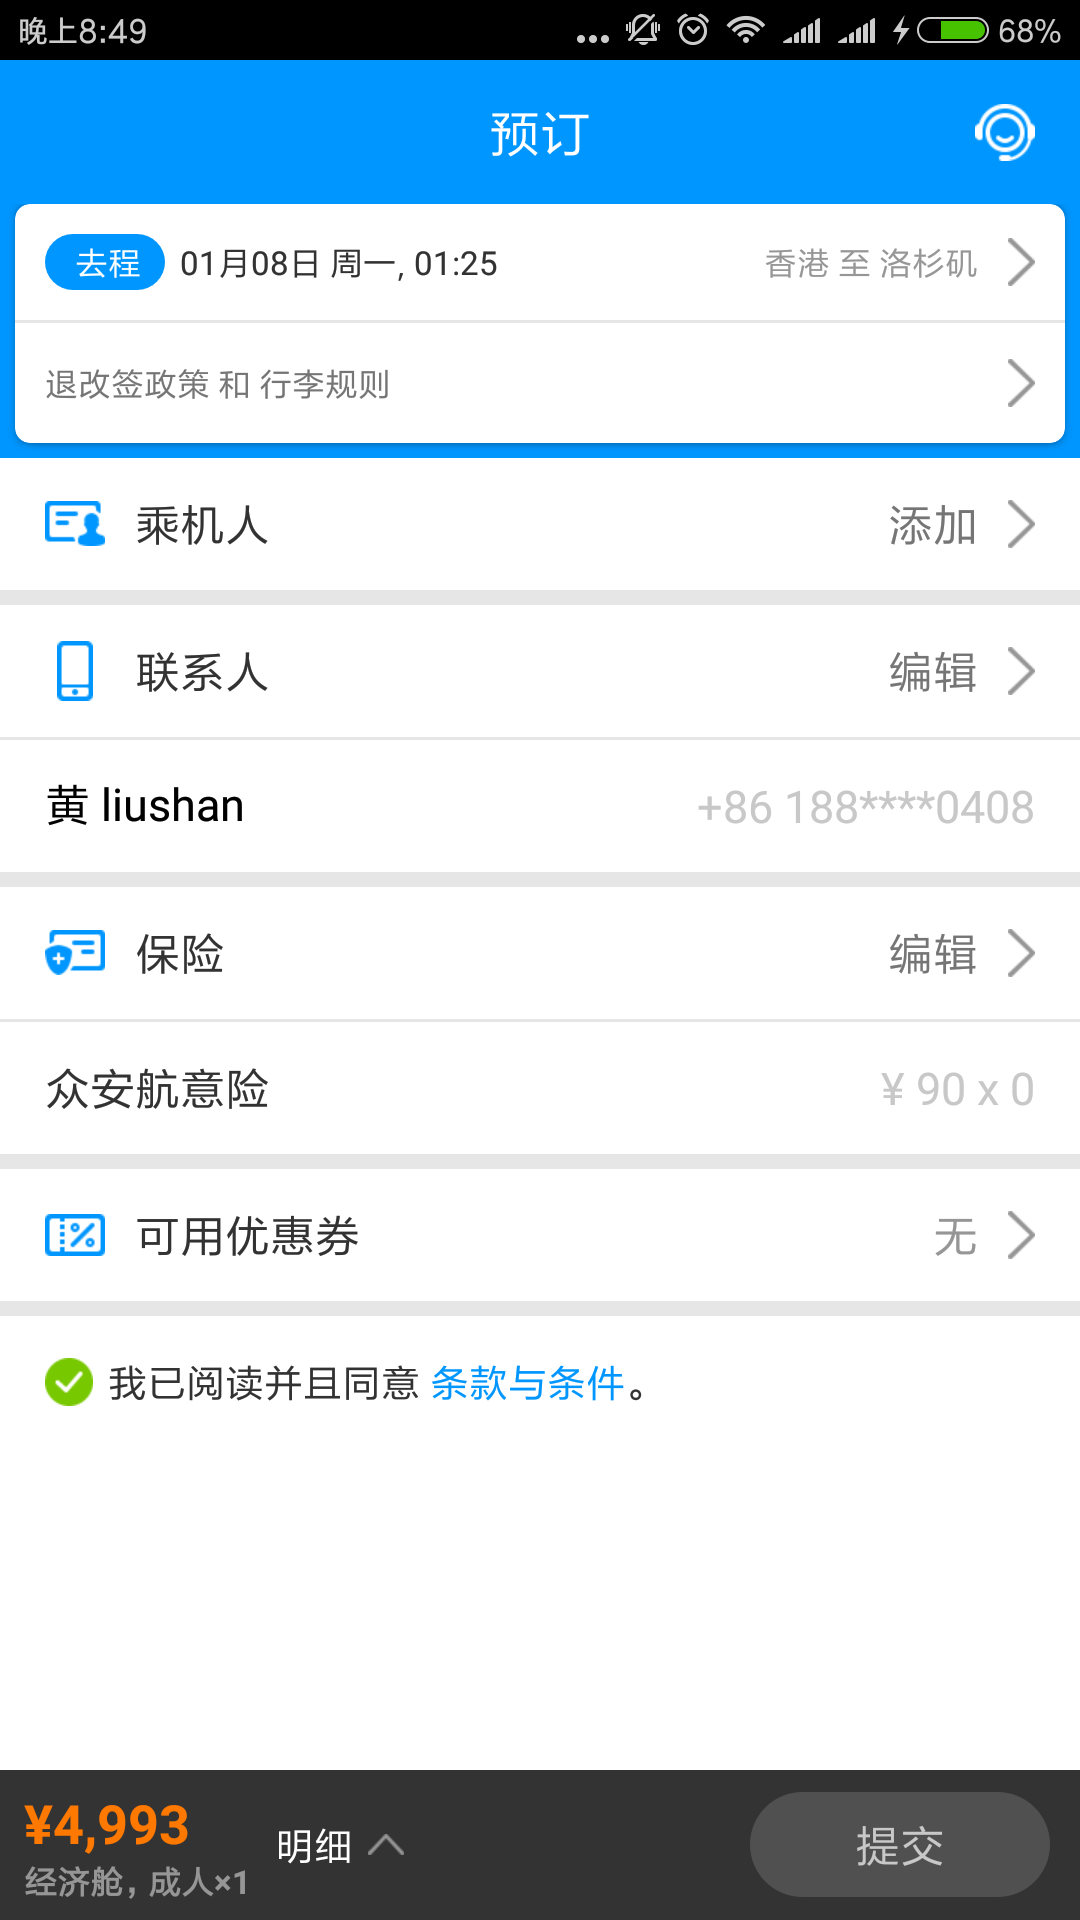 晚上8:49
68%
预订
去程 01月08日 周一, 01:25 香港 至 洛杉矶
退改签政策 和 行李规则
乘机人 添加
联系人 编辑
黄 liushan +86 188****0408
保险 编辑
众安航意险 ¥ 90 x 0
可用优惠券 无
我已阅读并且同意 条款与条件。
¥4,993
经济舱，成人×1
明细
提交